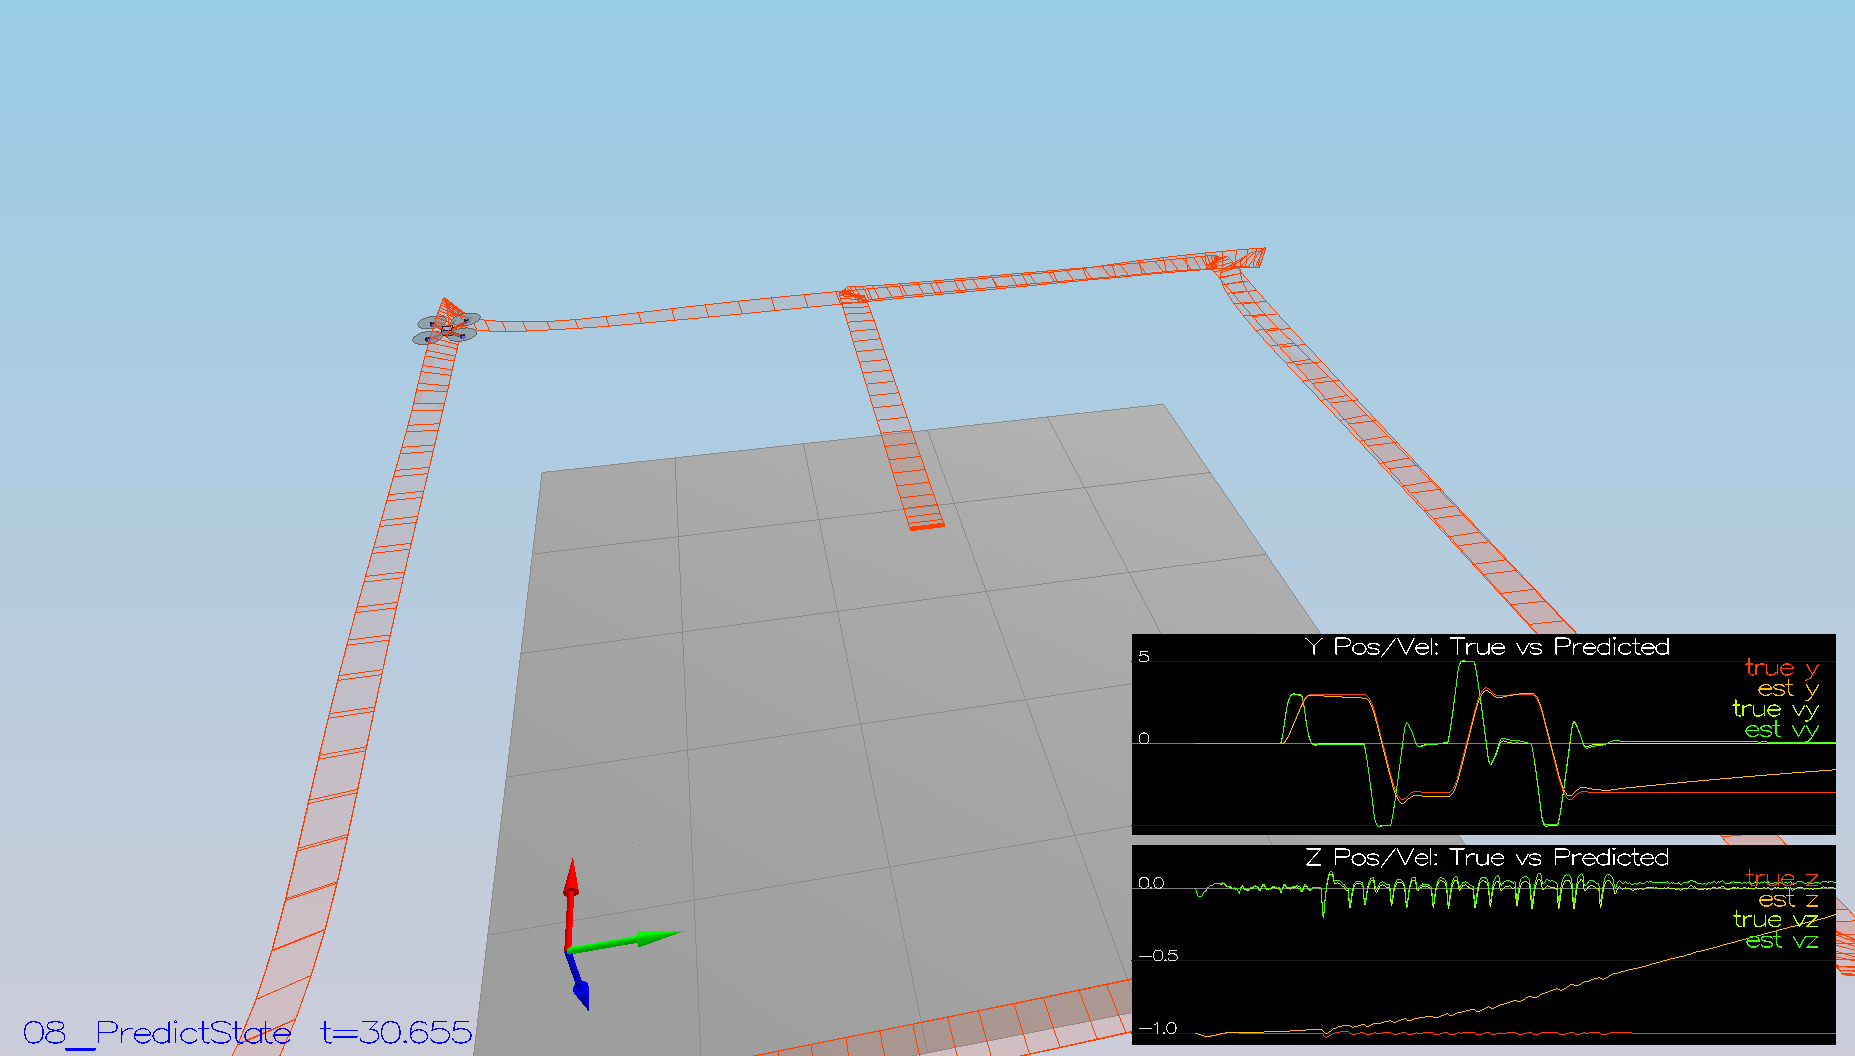 Y Pos/Vel: True vs Predicted
5
true y
est y
true vy
est vy
0
Z Pos/Vel: True vs Predicted
0.0
true z
est z
true vz
est vz
-0.5
-1.0
08_PredictState t=30.655